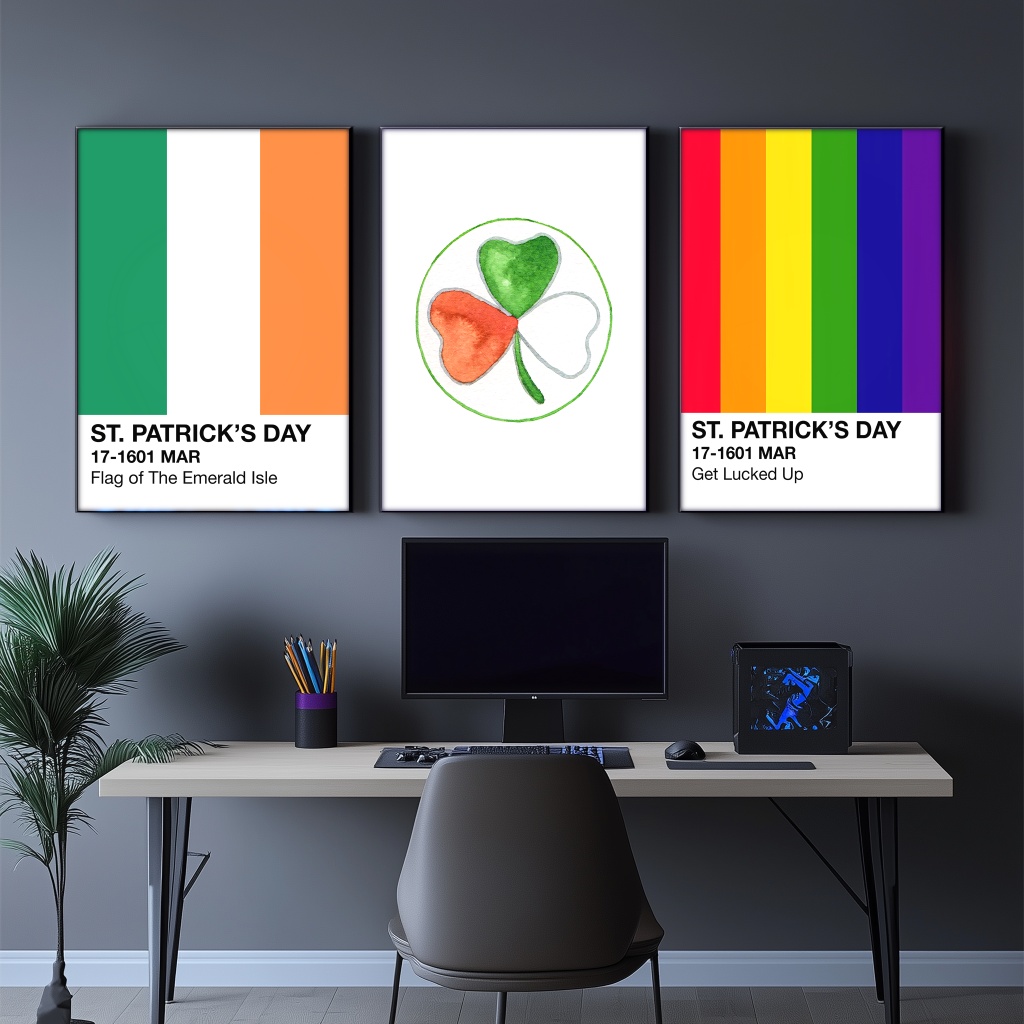 ST. PATRICK'S DAY
17-1601 MAR
Flag of The Emerald Isle
ST. PATRICK'S DAY
17-1601 MAR
Get Lucked Up